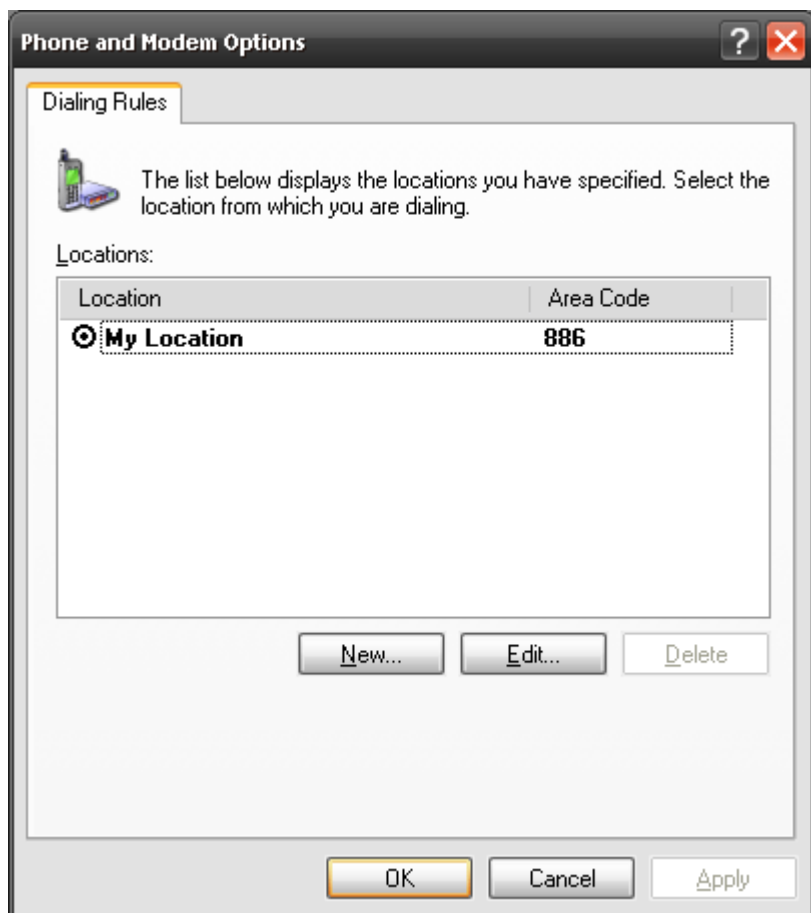 Phone and Modem Options
Dialing Rules
The list below displays the locations you have specified. Select the
location from which you are dialing.
Locations:
Location Area Code
My Location 886
New... Edit... Delete
OK Cancel Apply